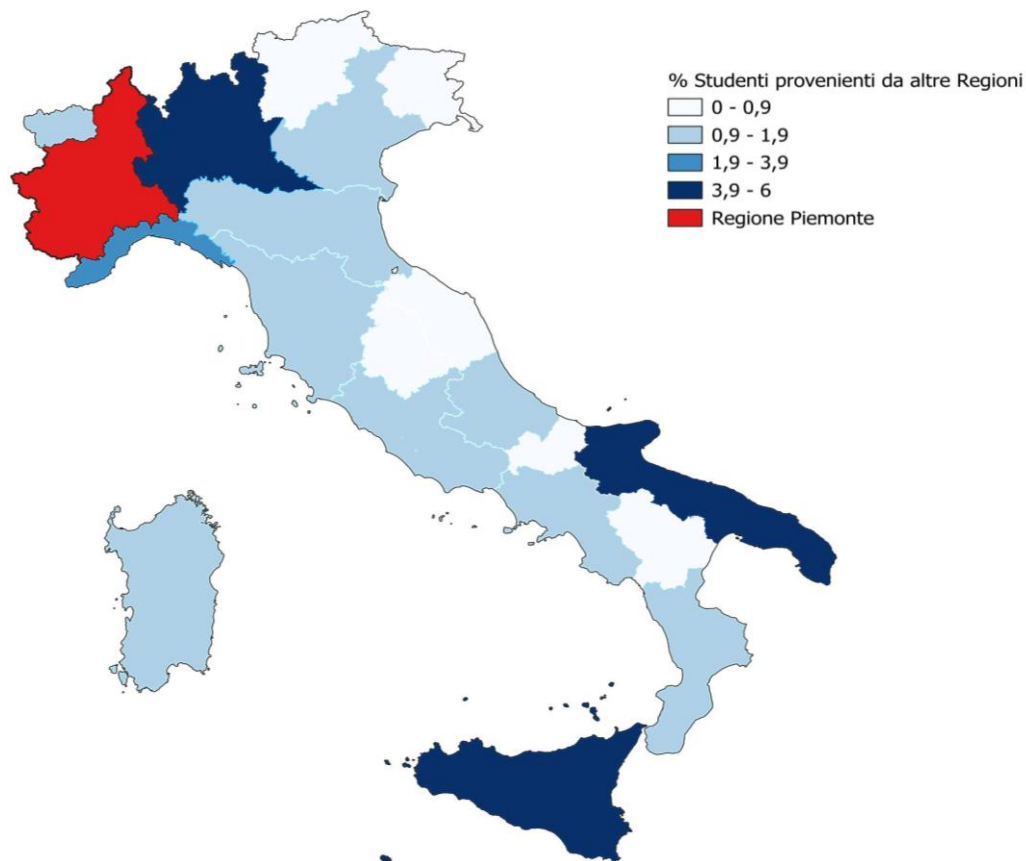 % Studenti provenienti da altre Regioni
0 - 0,9
0,9 - 1,9
1,9 - 3,9
3,9 - 6
Regione Piemonte